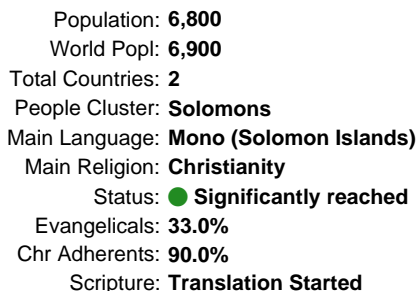 Population: 6,800
World Popl: 6,900
Total Countries: 2
People Cluster: Solomons
Main Language: Mono (Solomon Islands)
Main Religion: Christianity
Status: Significantly reached
Evangelicals: 33.0%
Chr Adherents: 90.0%
Scripture: Translation Started